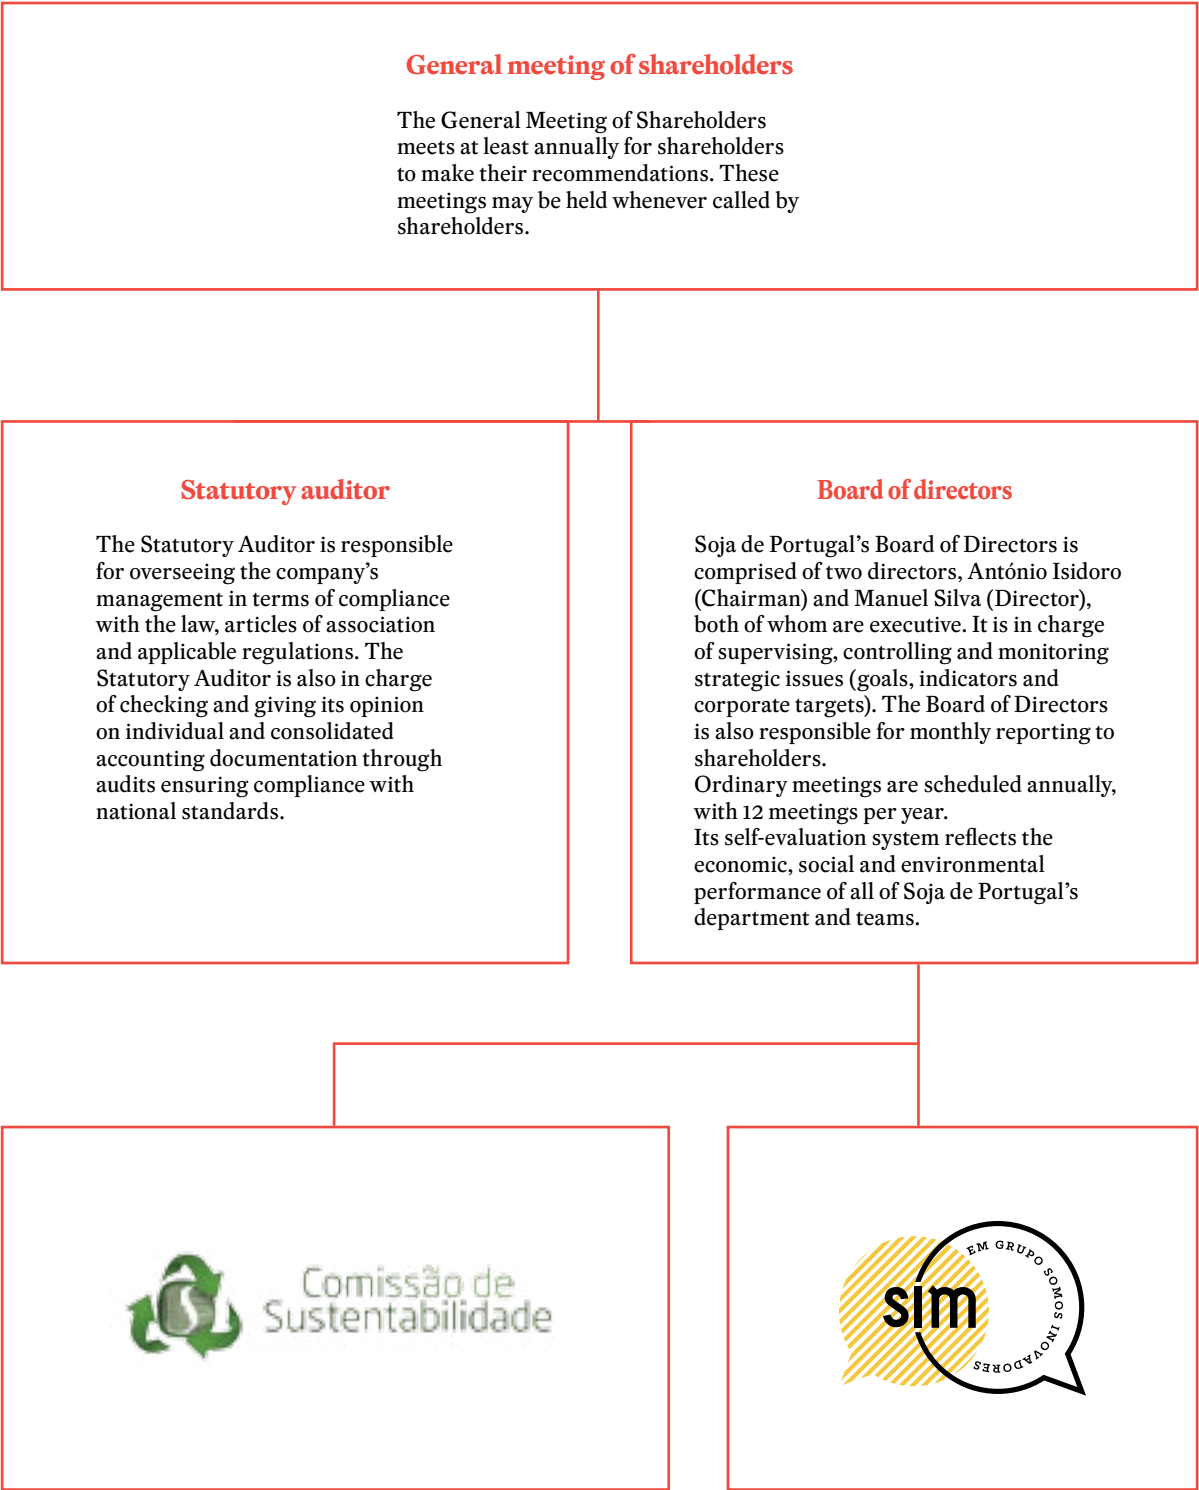 General meeting of shareholders
The General Meeting of Shareholders
meets at least annually for shareholders
to make their recommendations. These
meetings may be held whenever called by
shareholders.
Statutory auditor
The Statutory Auditor is responsible
for overseeing the company’s
management in terms of compliance
with the law, articles of association
and applicable regulations. The
Statutory Auditor is also in charge
of checking and giving its opinion
on individual and consolidated
accounting documentation through
audits ensuring compliance with
national standards.
Board of directors
Soja de Portugal’s Board of Directors is
comprised of two directors, António Isidoro
(Chairman) and Manuel Silva (Director),
both of whom are executive. It is in charge
of supervising, controlling and monitoring
strategic issues (goals, indicators and
corporate targets). The Board of Directors
is also responsible for monthly reporting to
shareholders.
Ordinary meetings are scheduled annually,
with 12 meetings per year.
Its self-evaluation system reflects the
economic, social and environmental
performance of all of Soja de Portugal’s
department and teams.
Comissão de
Sustentabilidade
sim
EM GRUPO SOMOS INOVADORES